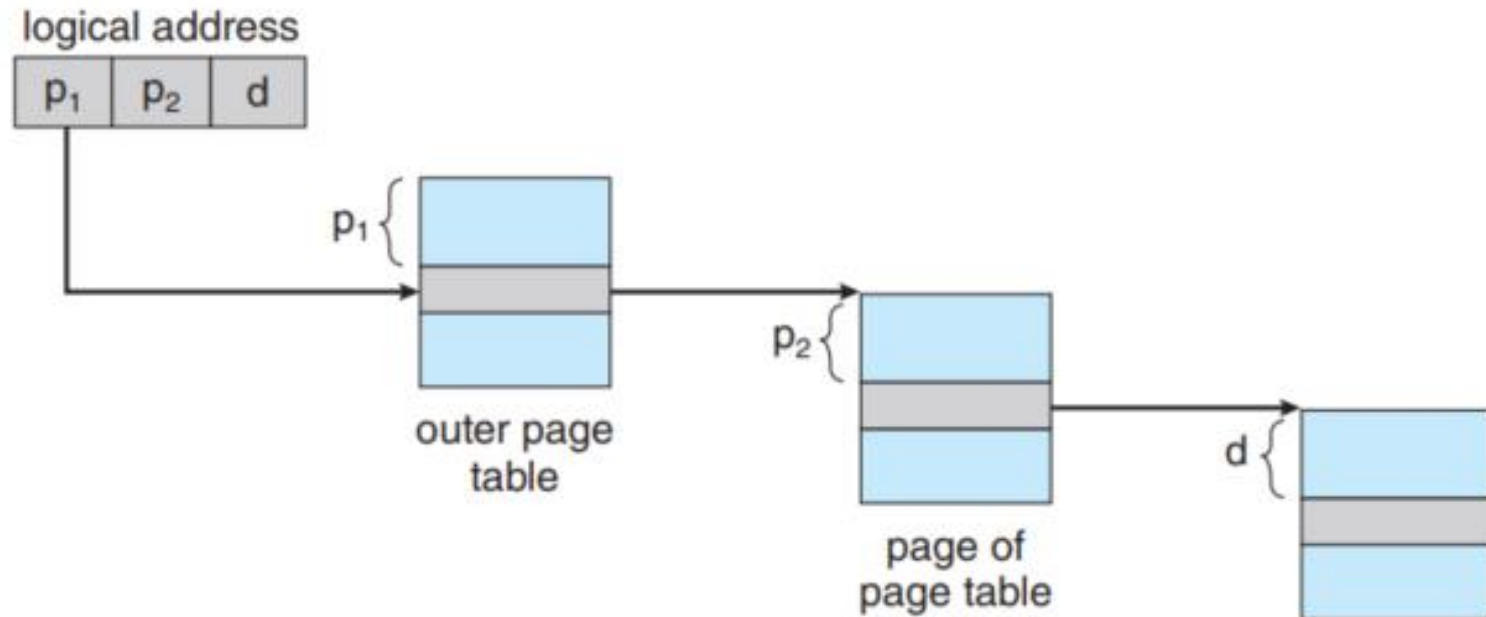 logical address
p₁ p₂ d
p₁
outer page
table
p₂
page of
page table
d